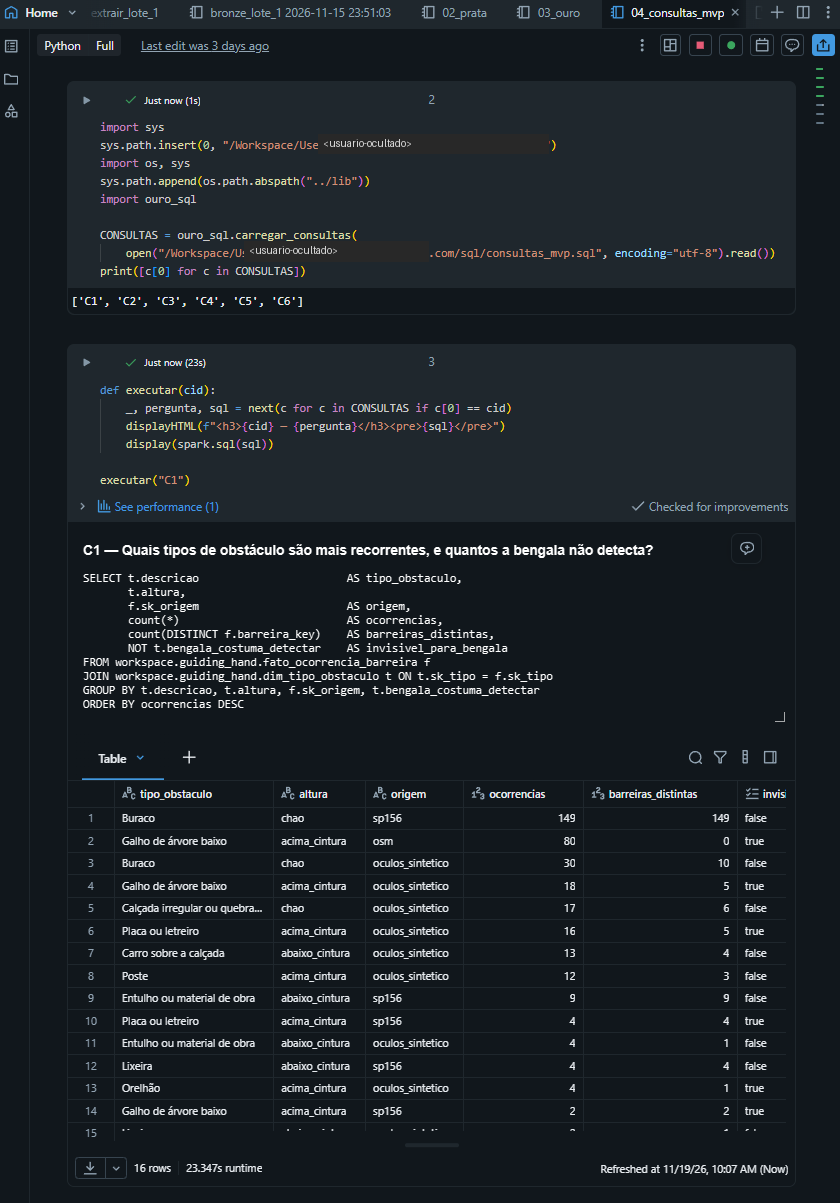 Home extrair_lote_1 bronze_lote_1 2026-11-15 23:51:03 02_prata 03_ouro 04_consultas_mvp
Python Full Last edit was 3 days ago
Just now (1s) 2
import sys
sys.path.insert(0, "/Workspace/Use <usuario-ocultado> ")
import os, sys
sys.path.append(os.path.abspath("../lib"))
import ouro_sql
CONSULTAS = ouro_sql.carregar_consultas(
open("/Workspace/U: <usuario-ocultado> .com/sql/consultas_mvp.sql", encoding="utf-8").read())
print([c[0] for c in CONSULTAS])
['C1', 'C2', 'C3', 'C4', 'C5', 'C6']
Just now (23s) 3
def executar(cid):
_, pergunta, sql = next(c for c in CONSULTAS if c[0] == cid)
displayHTML(f"<h3>{cid} — {pergunta}</h3><pre>{sql}</pre>")
display(spark.sql(sql))
executar("C1")
See performance (1) Checked for improvements
C1 — Quais tipos de obstáculo são mais recorrentes, e quantos a bengala não detecta?
SELECT t.descricao AS tipo_obstaculo,
t.altura,
f.sk_origem AS origem,
count(*) AS ocorrencias,
count(DISTINCT f.barreira_key) AS barreiras_distintas,
NOT t.bengala_costuma_detectar AS invisivel_para_bengala
FROM workspace.guiding_hand.fato_ocorrencia_barreira f
JOIN workspace.guiding_hand.dim_tipo_obstaculo t ON t.sk_tipo = f.sk_tipo
GROUP BY t.descricao, t.altura, f.sk_origem, t.bengala_costuma_detectar
ORDER BY ocorrencias DESC
Table
tipo_obstaculo altura origem ocorrencias barreiras_distintas invisi
1 Buraco chao sp156 149 149 false
2 Galho de árvore baixo acima_cintura osm 80 0 true
3 Buraco chao oculos_sintetico 30 10 false
4 Galho de árvore baixo acima_cintura oculos_sintetico 18 5 true
5 Calçada irregular ou quebra... chao oculos_sintetico 17 6 false
6 Placa ou letreiro acima_cintura oculos_sintetico 16 5 true
7 Carro sobre a calçada abaixo_cintura oculos_sintetico 13 4 false
8 Poste acima_cintura oculos_sintetico 12 3 false
9 Entulho ou material de obra abaixo_cintura sp156 9 9 false
10 Placa ou letreiro acima_cintura sp156 4 4 true
11 Entulho ou material de obra abaixo_cintura oculos_sintetico 4 1 false
12 Lixeira abaixo_cintura sp156 4 4 false
13 Orelhão acima_cintura oculos_sintetico 4 1 true
14 Galho de árvore baixo acima_cintura sp156 2 2 true
15
16 rows 23.347s runtime Refreshed at 11/19/26, 10:07 AM (Now)